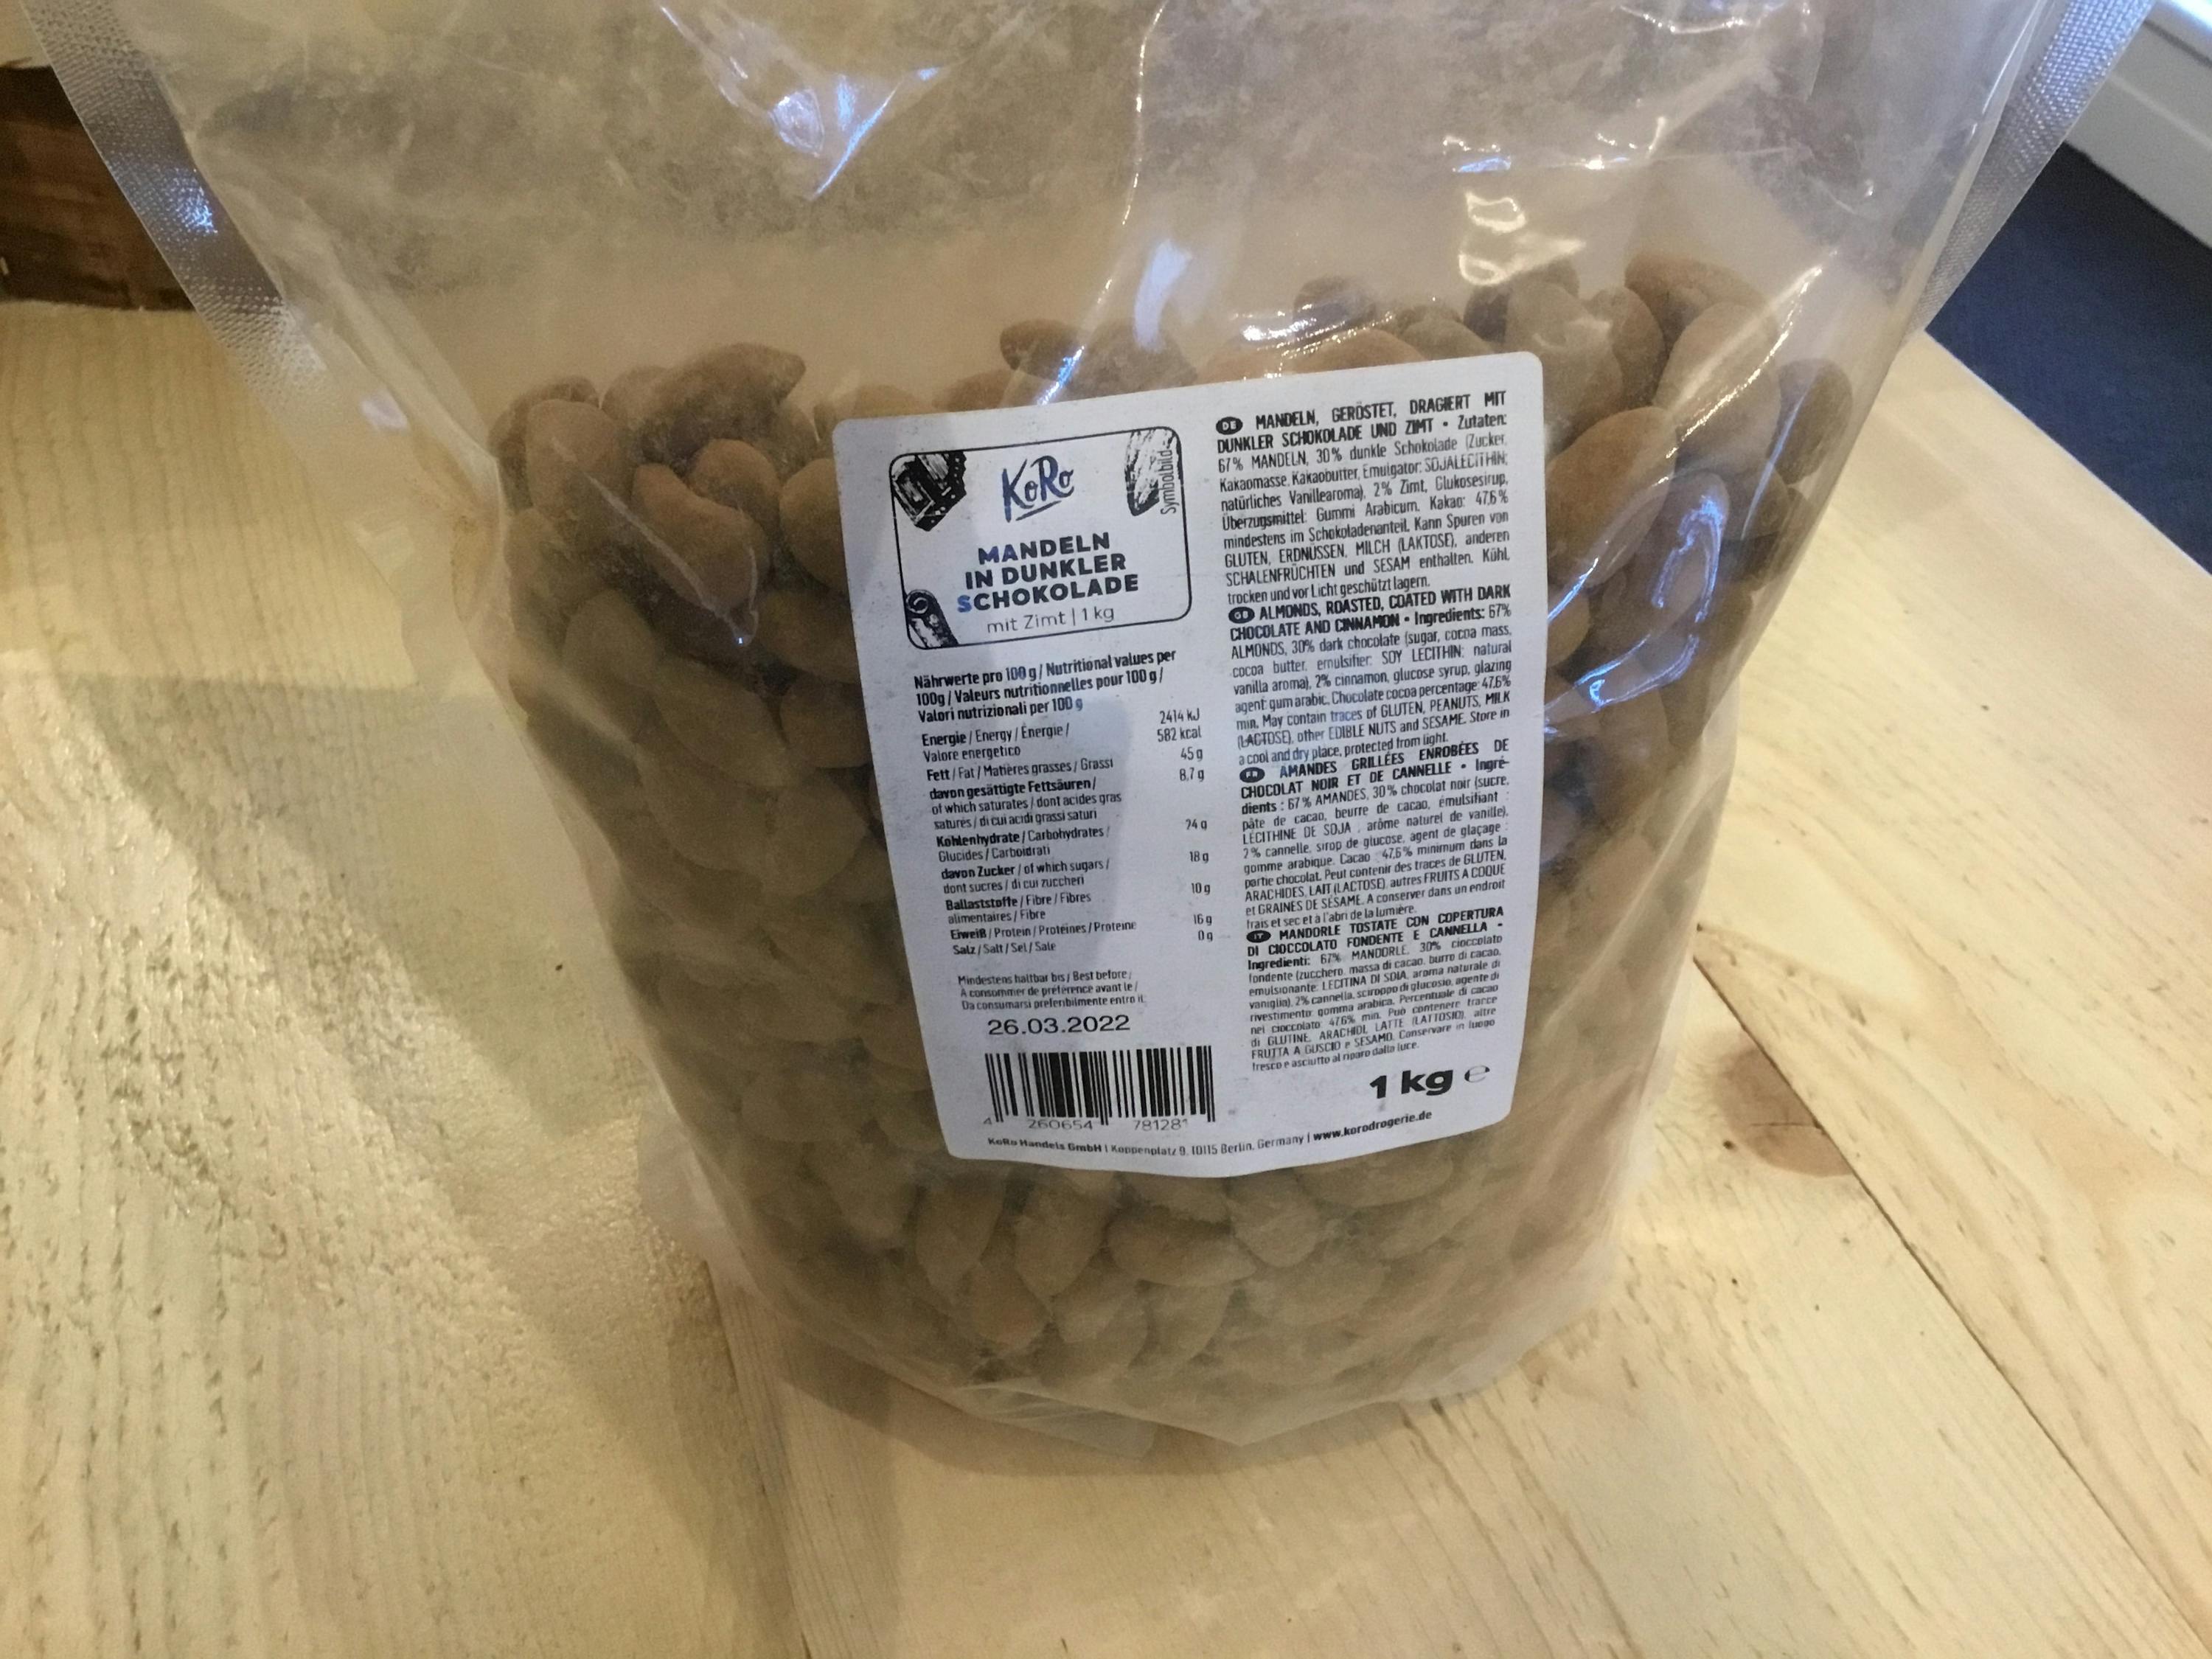 KoRo
Symbolbild
MANDELN
IN DUNKLER
SCHOKOLADE
mit Zimt | 1 kg
Nährwerte pro 100 g / Nutritional values per
100g / Valeurs nutritionnelles pour 100 g /
Valori nutrizionali per 100 g
2414 kJ
Energie / Energy / Énergie /
582 kcal
Valore energetico
45 g
Fett / Fat / Matières grasses / Grassi
8,7 g
davon gesättigte Fettsäuren /
of which saturates / dont acides gras
saturés / di cui acidi grassi saturi
24 g
Kohlenhydrate / Carbohydrates /
Glucides / Carboidrati
18 g
davon Zucker / of which sugars /
dont sucres / di cui zuccheri
10 g
Ballaststoffe / Fibre / Fibres
alimentaires / Fibre
16 g
Eiweiß / Protein / Protéines / Proteine
0 g
Salz / Salt / Sel / Sale
Mindestens haltbar bis / Best before /
À consommer de préférence avant le /
Da consumarsi preferibilmente entro il:
26.03.2022
4 260654 781281
DE MANDELN, GERÖSTET, DRAGIERT MIT
DUNKLER SCHOKOLADE UND ZIMT • Zutaten:
67% MANDELN, 30% dunkle Schokolade (Zucker,
Kakaomasse, Kakaobutter, Emulgator: SOJALECITHIN;
natürliches Vanillearoma), 2% Zimt, Glukosesirup,
Überzugsmittel: Gummi Arabicum. Kakao: 47,6%
mindestens im Schokoladenanteil. Kann Spuren von
GLUTEN, ERDNÜSSEN, MILCH (LAKTOSE), anderen
SCHALENFRÜCHTEN und SESAM enthalten. Kühl,
trocken und vor Licht geschützt lagern.
GB ALMONDS, ROASTED, COATED WITH DARK
CHOCOLATE AND CINNAMON • Ingredients: 67%
ALMONDS, 30% dark chocolate (sugar, cocoa mass,
cocoa butter, emulsifier: SOY LECITHIN; natural
vanilla aroma), 2% cinnamon, glucose syrup, glazing
agent: gum arabic. Chocolate cocoa percentage: 47,6%
min. May contain traces of GLUTEN, PEANUTS, MILK
(LACTOSE), other EDIBLE NUTS and SESAME. Store in
a cool and dry place, protected from light.
FR AMANDES GRILLÉES ENROBÉES DE
CHOCOLAT NOIR ET DE CANNELLE • Ingré-
dients : 67% AMANDES, 30% chocolat noir (sucre,
pâte de cacao, beurre de cacao, émulsifiant :
LÉCITHINE DE SOJA , arôme naturel de vanille),
2% cannelle, sirop de glucose, agent de glaçage :
gomme arabique. Cacao : 47,6% minimum dans la
partie chocolat. Peut contenir des traces de GLUTEN,
ARACHIDES, LAIT (LACTOSE), autres FRUITS A COQUE
et GRAINES DE SÉSAME. A conserver dans un endroit
frais et sec et à l'abri de la lumière.
IT MANDORLE TOSTATE CON COPERTURA
DI CIOCCOLATO FONDENTE E CANNELLA •
Ingredienti: 67% MANDORLE, 30% cioccolato
fondente (zucchero, massa di cacao, burro di cacao,
emulsionante: LECITINA DI SOIA, aroma naturale di
vaniglia), 2% cannella, sciroppo di glucosio, agente di
rivestimento: gomma arabica. Percentuale di cacao
nel cioccolato: 47,6% min. Può contenere tracce
di GLUTINE, ARACHIDI, LATTE (LATTOSIO), altre
FRUTTA A GUSCIO e SESAMO. Conservare in luogo
fresco e asciutto al riparo dalla luce.
1 kg e
KoRo Handels GmbH | Koppenplatz 9, 10115 Berlin, Germany | www.korodrogerie.de